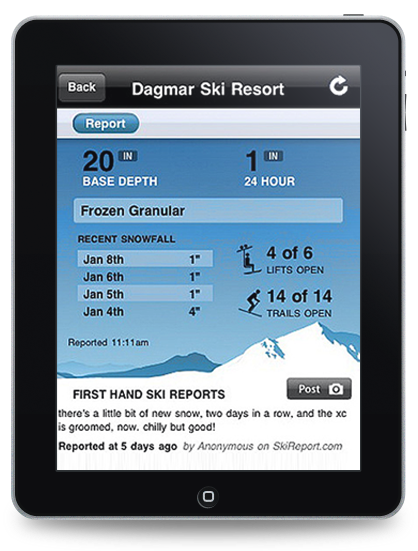 Back
Dagmar Ski Resort
Report
20 IN
BASE DEPTH
1 IN
24 HOUR
Frozen Granular
RECENT SNOWFALL
Jan 8th 1"
Jan 6th 1"
Jan 5th 1"
Jan 4th 4"
4 of 6
LIFTS OPEN
14 of 14
TRAILS OPEN
Reported 11:11am
FIRST HAND SKI REPORTS
Post
there's a little bit of new snow, two days in a row, and the xc
is groomed, now. chilly but good!
Reported at 5 days ago by Anonymous on SkiReport.com